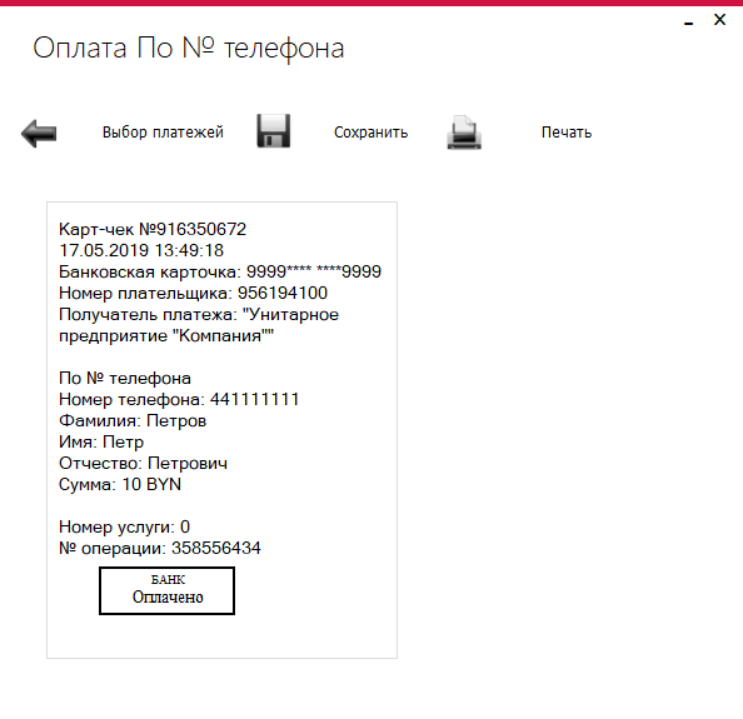 Оплата По № телефона
Выбор платежей
Сохранить
Печать
Карт-чек №916350672
17.05.2019 13:49:18
Банковская карточка: 9999**** ****9999
Номер плательщика: 956194100
Получатель платежа: "Унитарное
предприятие "Компания""
По № телефона
Номер телефона: 441111111
Фамилия: Петров
Имя: Петр
Отчество: Петрович
Сумма: 10 BYN
Номер услуги: 0
№ операции: 358556434
БАНК
Оплачено